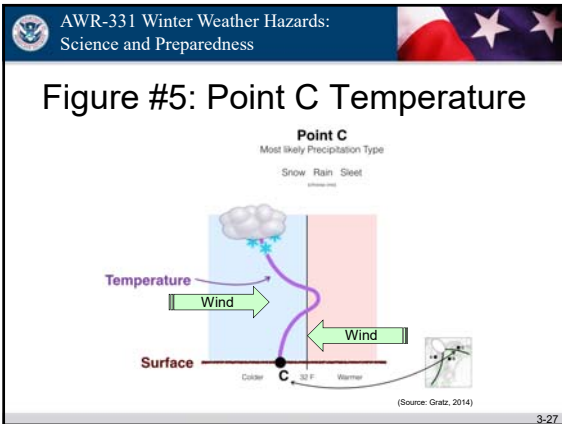 AWR-331 Winter Weather Hazards:
Science and Preparedness
Figure #5: Point C Temperature
Point C
Most likely Precipitation Type
Snow Rain Sleet
Temperature
Wind
Wind
Surface
Colder C 32 F Warmer
(Source: Gratz, 2014)
3-27